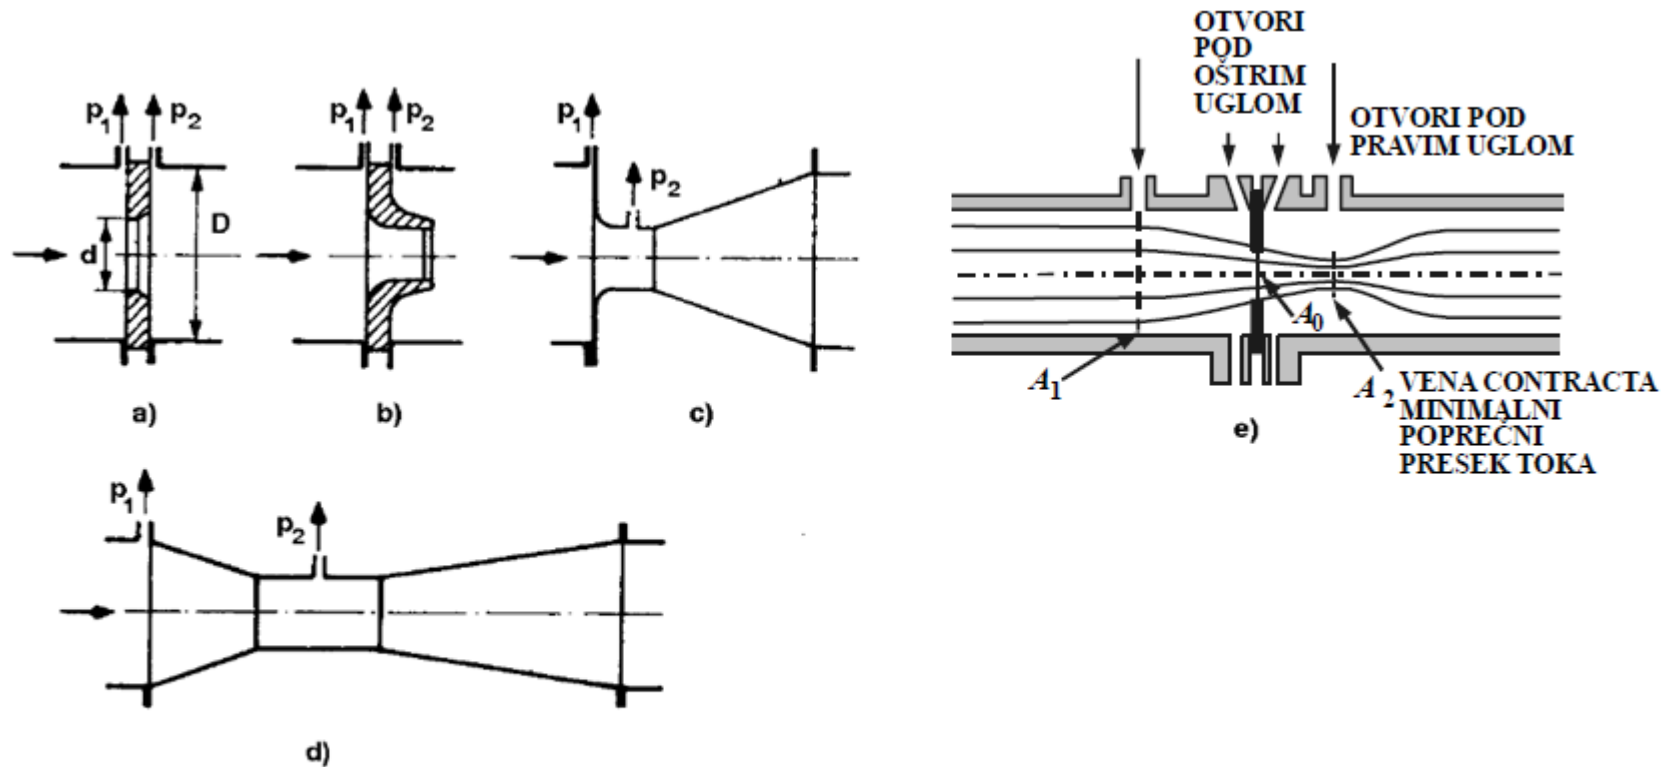 p1
p2
d
D
a)
p1
p2
b)
p1
p2
c)
p1
p2
d)
OTVORI
POD
OŠTRIM
UGLOM
OTVORI POD
PRAVIM UGLOM
A0
A1
A2 VENA CONTRACTA
MINIMALNI
POPREČNI
PRESEK TOKA
e)